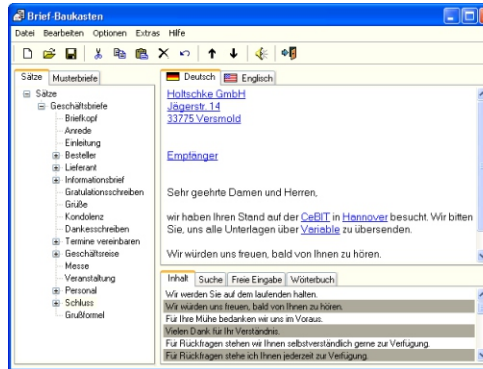 Brief-Baukasten
Datei Bearbeiten Optionen Extras Hilfe
Sätze Musterbriefe
Sätze
Geschäftsbriefe
Briefkopf
Anrede
Einleitung
Besteller
Lieferant
Informationsbrief
Gratulationsschreiben
Grüße
Kondolenz
Dankesschreiben
Termine vereinbaren
Geschäftsreise
Messe
Veranstaltung
Personal
Schluss
Grußformel
Deutsch Englisch
Holtschke GmbH
Jägerstr. 14
33775 Versmold
Empfänger
Sehr geehrte Damen und Herren,
wir haben Ihren Stand auf der CeBIT in Hannover besucht. Wir bitten
Sie, uns alle Unterlagen über Variable zu übersenden.
Wir würden uns freuen, bald von Ihnen zu hören.
Inhalt Suche Freie Eingabe Wörterbuch
Wir werden Sie auf dem laufenden halten.
Wir würden uns freuen, bald von Ihnen zu hören.
Für Ihre Mühe bedanken wir uns im Voraus.
Vielen Dank für Ihr Verständnis.
Für Rückfragen stehen wir Ihnen selbstverständlich gerne zur Verfügung.
Für Rückfragen stehe ich Ihnen jederzeit zur Verfügung.